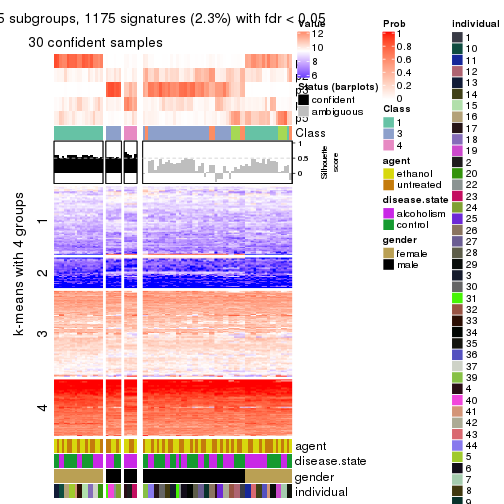 5 subgroups, 1175 signatures (2.3%) with fdr < 0.05
30 confident samples
k-means with 4 groups
1
2
3
4
Class
1
0.5
0
Silhouette
score
agent
disease.state
gender
individual
Value
12
10
8
6
Status (barplots)
confident
ambiguous
Prob
1
0.8
0.6
0.4
0.2
0
Class
1
3
4
agent
ethanol
untreated
disease.state
alcoholism
control
gender
female
male
individual
1
10
11
12
13
14
15
16
17
18
19
2
20
22
23
24
25
26
27
28
29
3
30
31
32
33
34
35
36
37
39
4
40
41
42
43
44
5
6
7
8
9